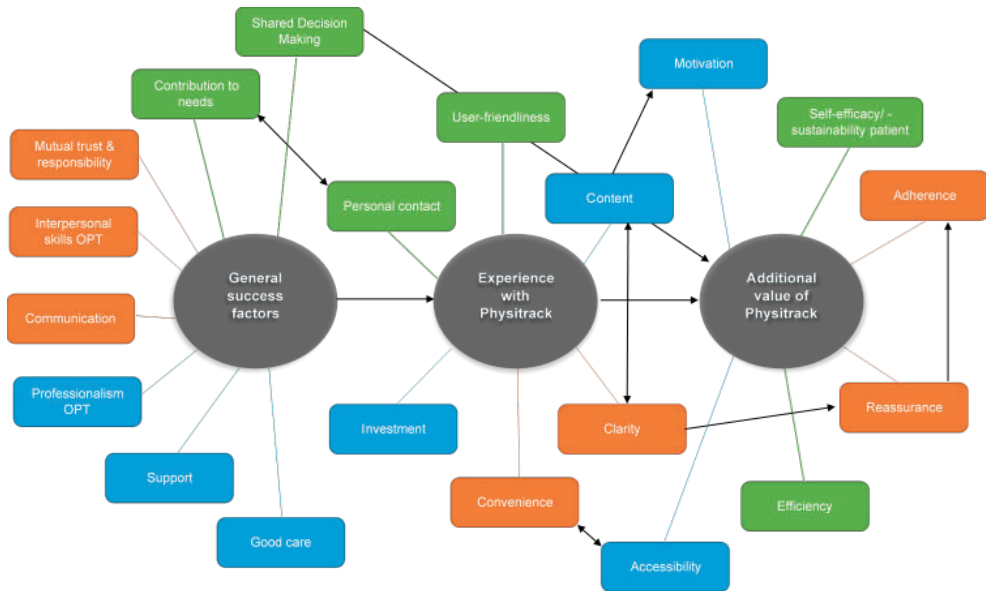 Shared Decision
Making
Motivation
Contribution to
needs
User-friendliness
Self-efficacy/ -
sustainability patient
Mutual trust &
responsibility
Personal contact
Content
Adherence
Interpersonal
skills OPT
General
success
factors
Experience
with
Physitrack
Additional
value of
Physitrack
Communication
Professionalism
OPT
Investment
Clarity
Reassurance
Support
Convenience
Efficiency
Good care
Accessibility